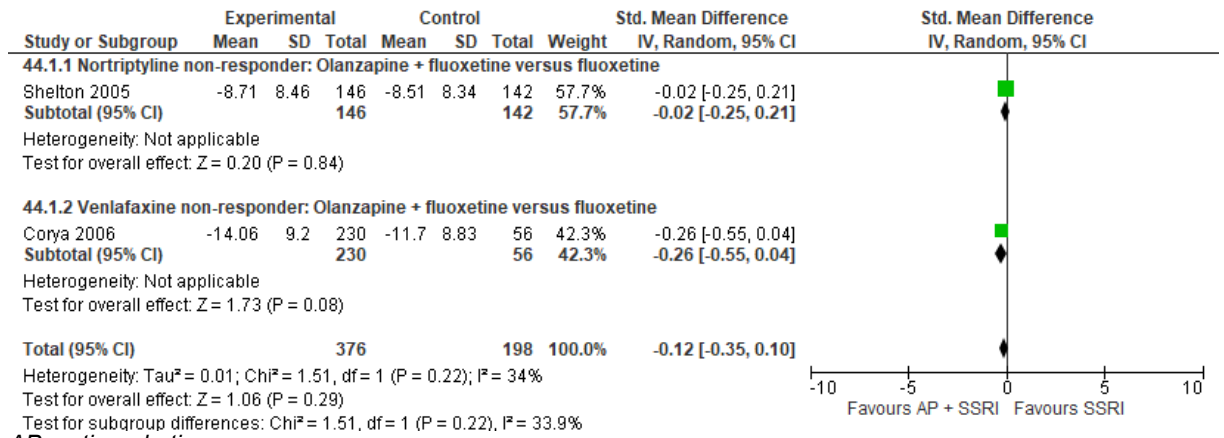 Experimental Control Std. Mean Difference Std. Mean Difference
Study or Subgroup Mean SD Total Mean SD Total Weight IV, Random, 95% CI IV, Random, 95% CI
44.1.1 Nortriptyline non-responder: Olanzapine + fluoxetine versus fluoxetine
Shelton 2005 -8.71 8.46 146 -8.51 8.34 142 57.7% -0.02 [-0.25, 0.21]
Subtotal (95% CI) 146 142 57.7% -0.02 [-0.25, 0.21]
Heterogeneity: Not applicable
Test for overall effect: Z = 0.20 (P = 0.84)
44.1.2 Venlafaxine non-responder: Olanzapine + fluoxetine versus fluoxetine
Corya 2006 -14.06 9.2 230 -11.7 8.83 56 42.3% -0.26 [-0.55, 0.04]
Subtotal (95% CI) 230 56 42.3% -0.26 [-0.55, 0.04]
Heterogeneity: Not applicable
Test for overall effect: Z = 1.73 (P = 0.08)
Total (95% CI) 376 198 100.0% -0.12 [-0.35, 0.10]
Heterogeneity: Tau² = 0.01; Chi² = 1.51, df = 1 (P = 0.22); I² = 34%
Test for overall effect: Z = 1.06 (P = 0.29)
Test for subgroup differences: Chi² = 1.51, df = 1 (P = 0.22), I² = 33.9%
-10 -5 0 5 10
Favours AP + SSRI Favours SSRI